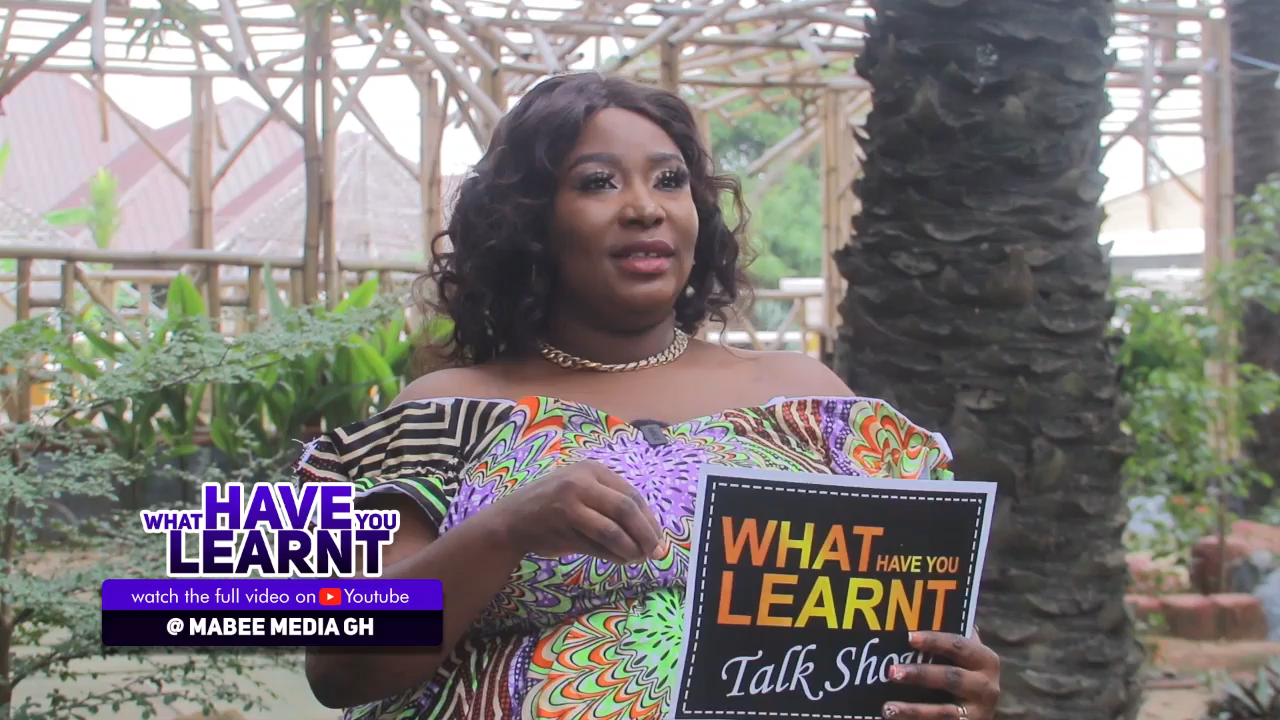 WHAT HAVE YOU
LEARNT
watch the full video on Youtube
@ MABEE MEDIA GH
WHAT HAVE YOU
LEARNT
Talk Show